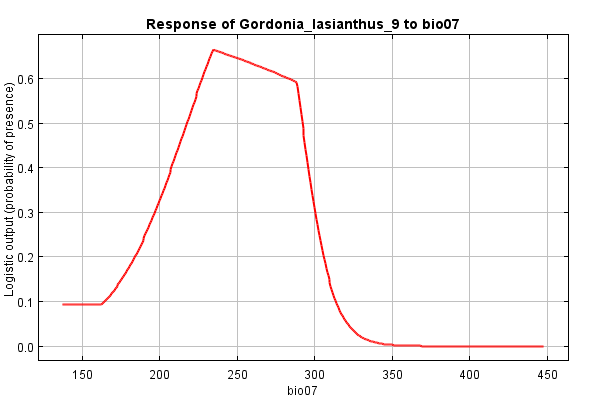 Response of Gordonia_lasianthus_9 to bio07
Logistic output (probability of presence)
0.6
0.5
0.4
0.3
0.2
0.1
0.0
150 200 250 300 350 400 450
bio07